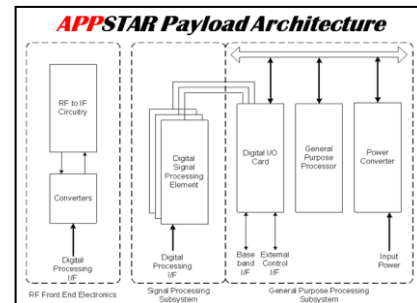 APPSTAR Payload Architecture
RF to IF
Circuitry
Converters
Digital
Processing
I/F
RF Front End Electronics
Digital
Signal
Processing
Element
Digital
Processing
I/F
Signal Processing
Subsystem
Digital I/O
Card
General
Purpose
Processor
Power
Converter
Base
band
I/F
External
Control
I/F
Input
Power
General Purpose Processing
Subsystem